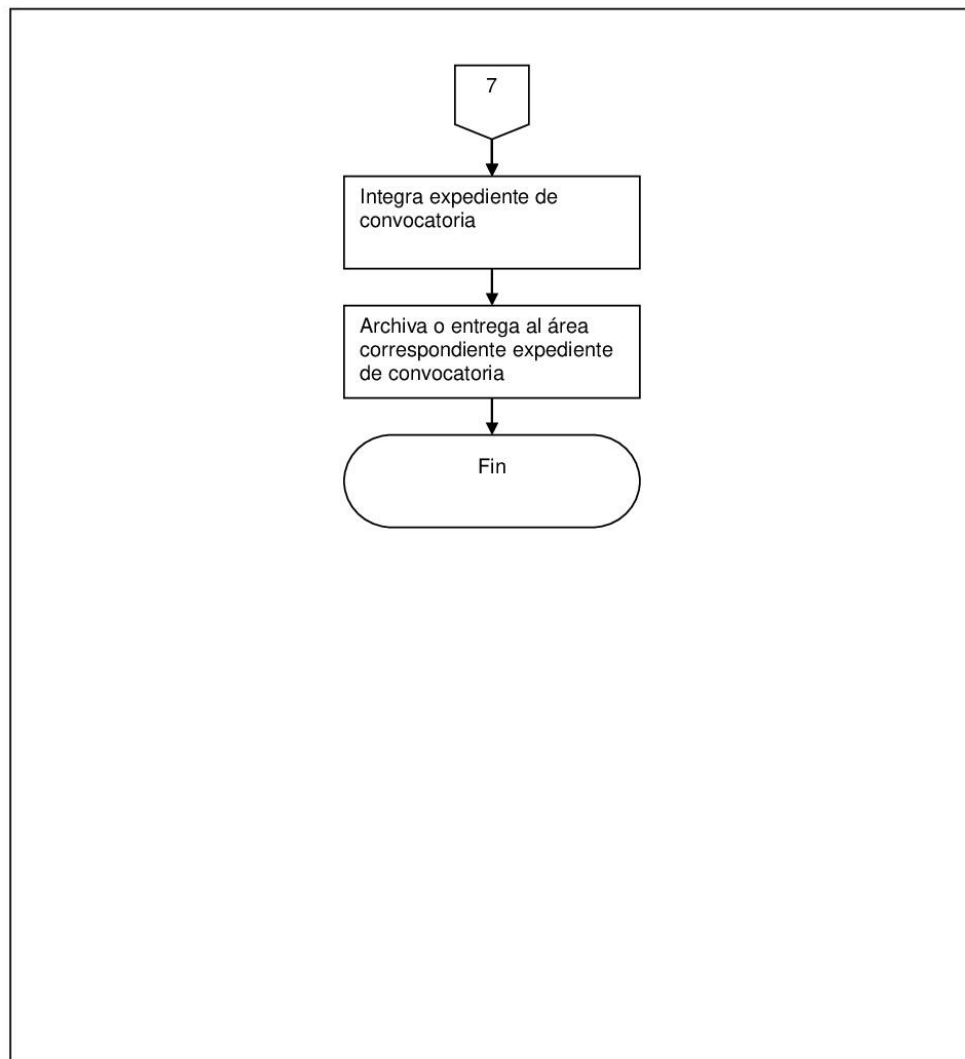 7
Integra expediente de
convocatoria
Archiva o entrega al área
correspondiente expediente
de convocatoria
Fin